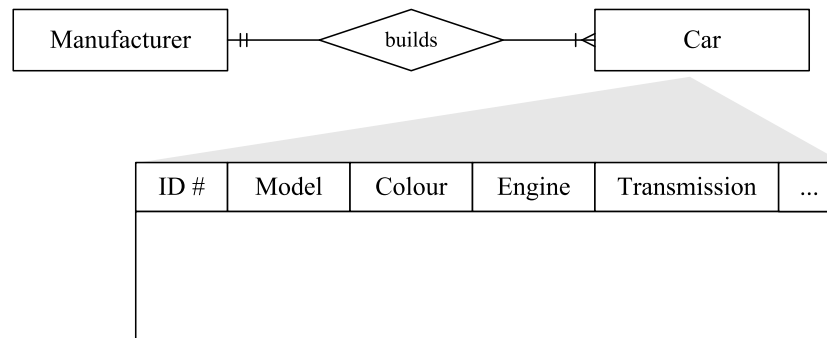 Manufacturer builds Car
ID # Model Colour Engine Transmission ...